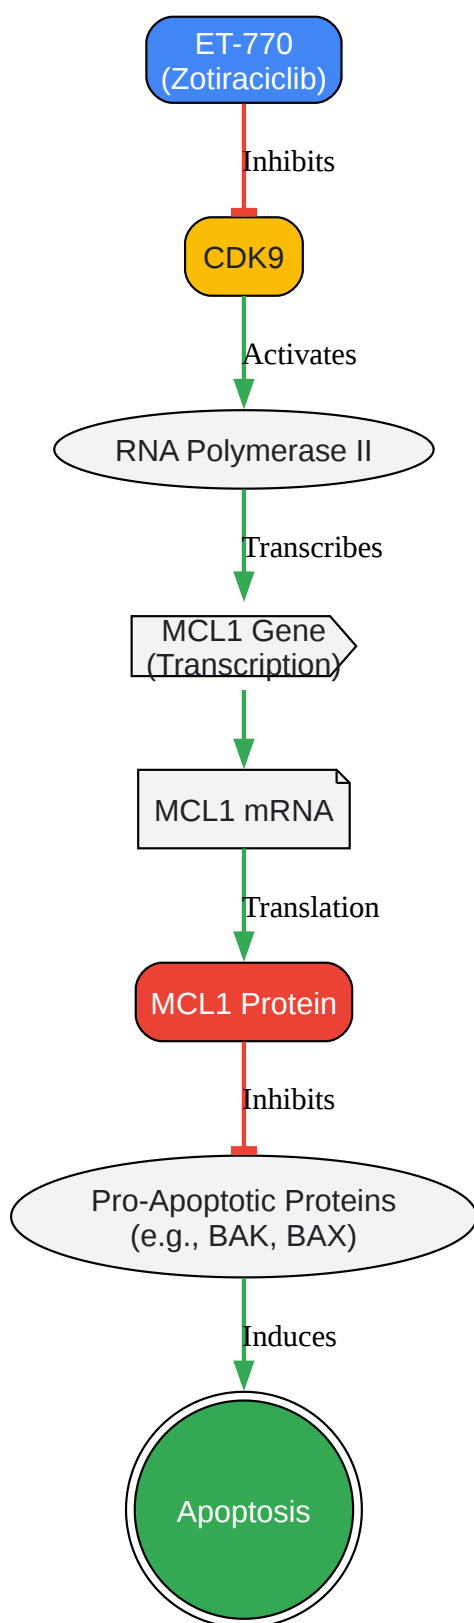 ET-770
(Zotiraciclib)
Inhibits
CDK9
Activates
RNA Polymerase II
Transcribes
MCL1 Gene
(Transcription)
MCL1 mRNA
Translation
MCL1 Protein
Inhibits
Pro-Apoptotic Proteins
(e.g., BAK, BAX)
Induces
Apoptosis